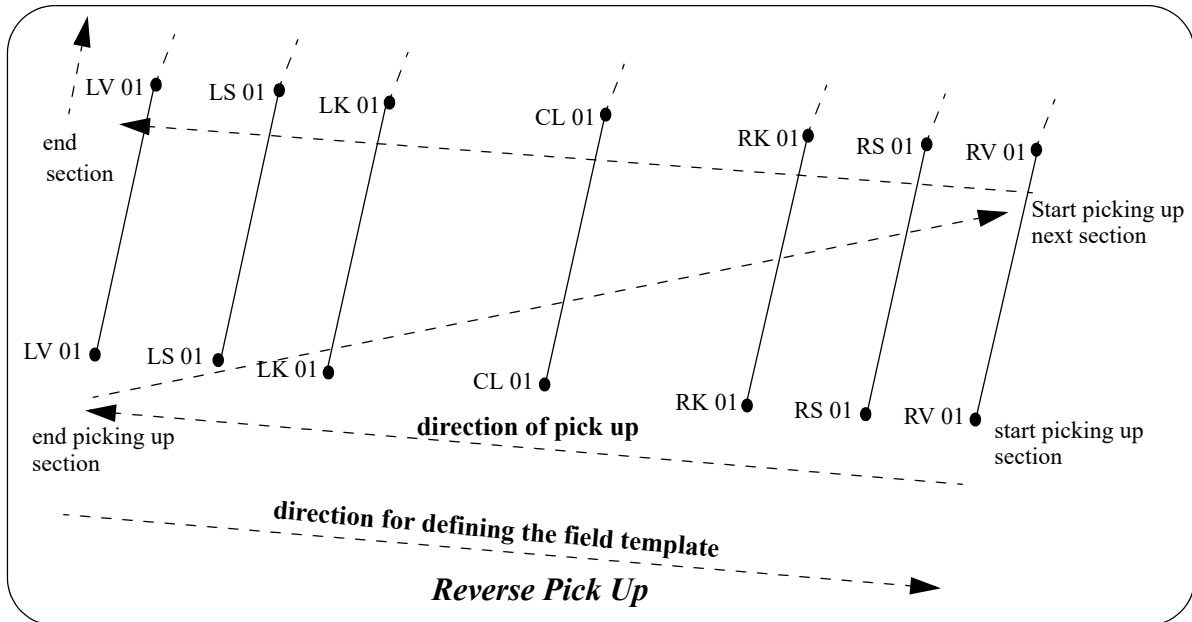 LV 01
LS 01
LK 01
CL 01
RK 01
RS 01
RV 01
end
section
Start picking up
next section
LV 01
LS 01
LK 01
CL 01
RK 01
RS 01
RV 01
end picking up
section
direction of pick up
start picking up
section
direction for defining the field template
Reverse Pick Up